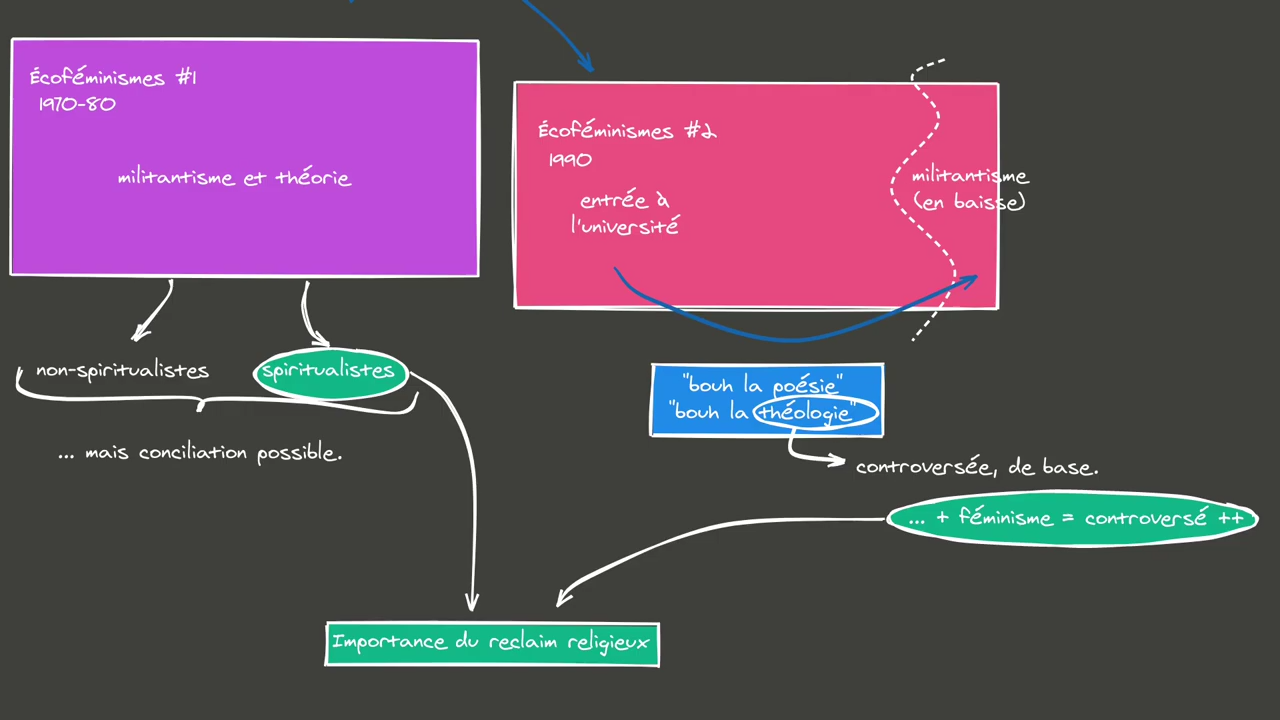 Écoféminismes #1
1970-80
militantisme et théorie
Écoféminismes #2
1990
entrée à
l'université
militantisme
(en baisse)
non-spiritualistes
spiritualistes
... mais conciliation possible.
"bouh la poésie"
"bouh la théologie"
controversée, de base.
... + féminisme = controversé ++
Importance du reclaim religieux